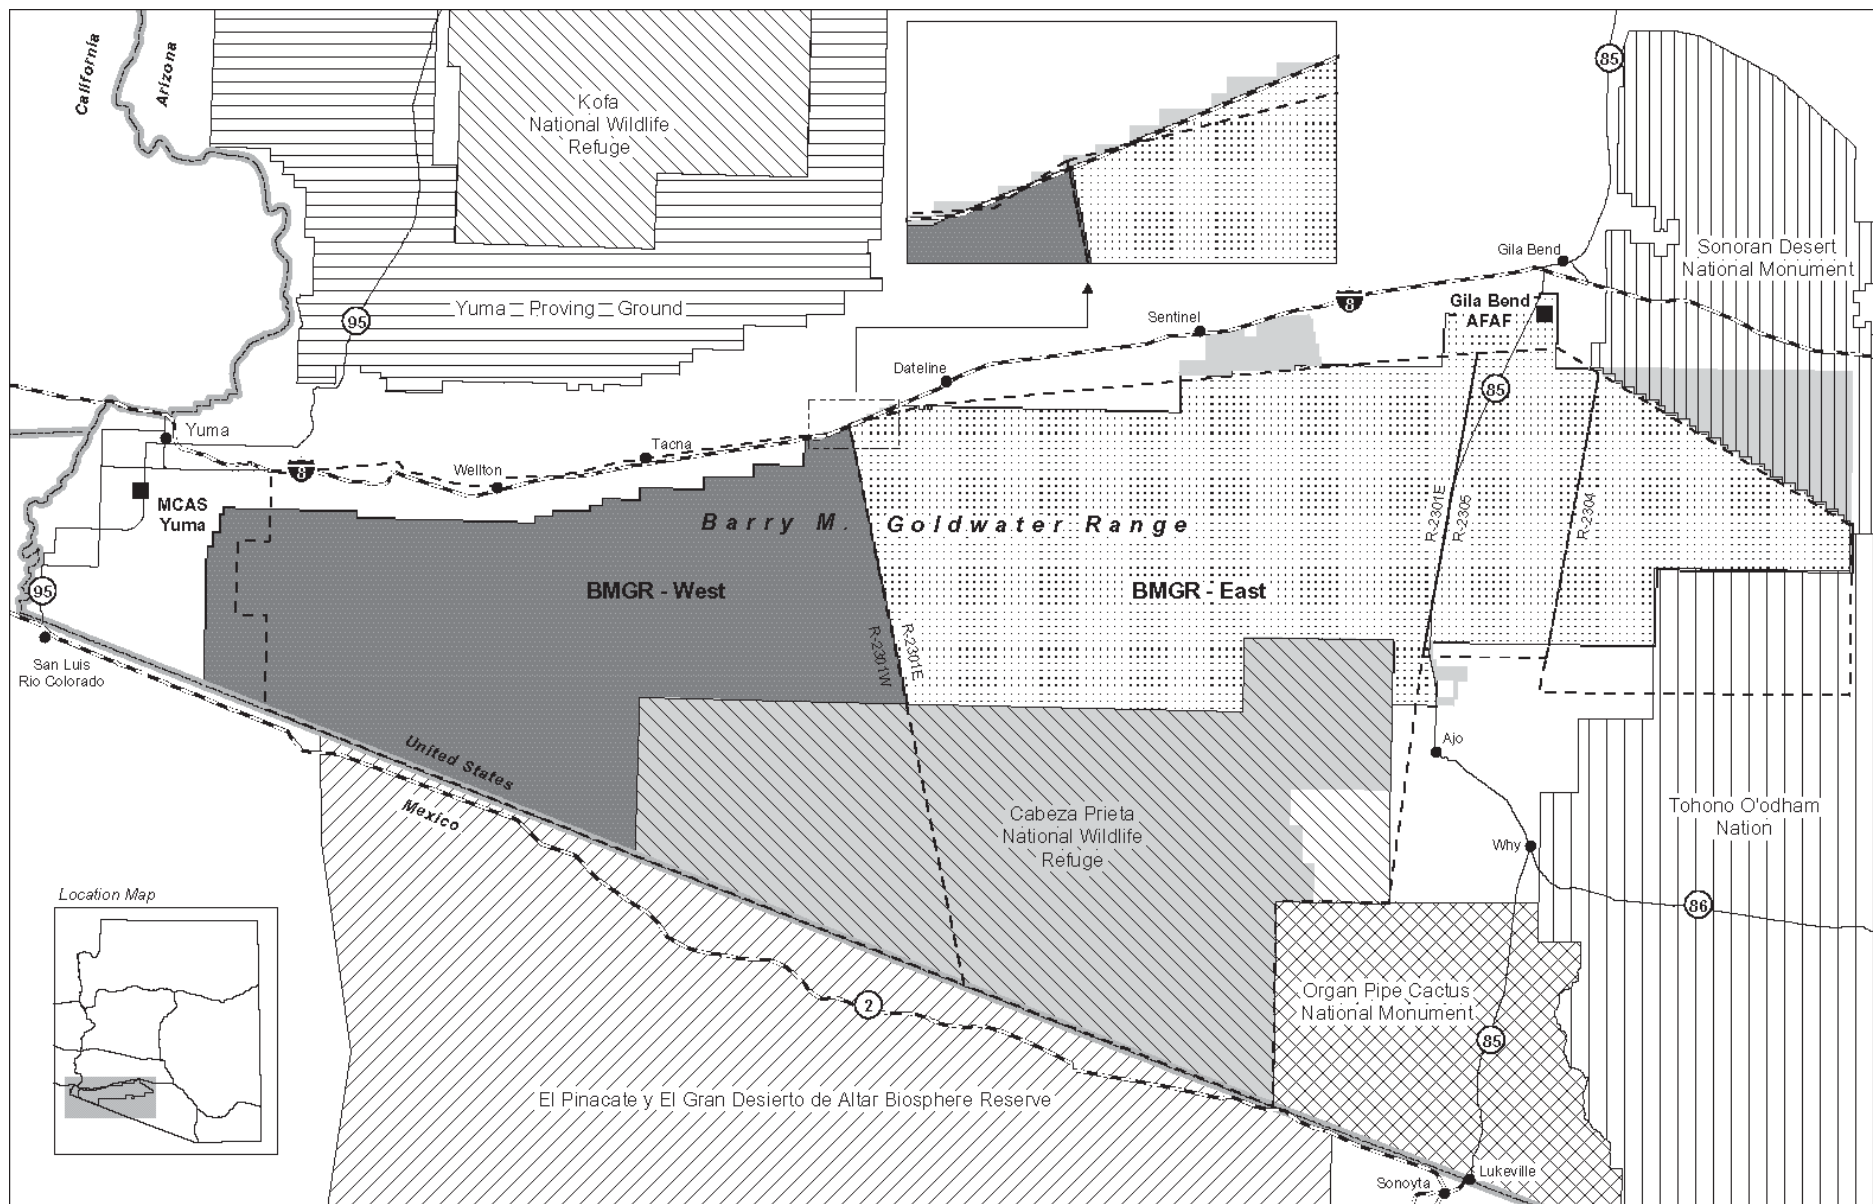 California
Arizona
Kofa
National Wildlife
Refuge
85
Sonoran Desert
National Monument
Gila Bend
Yuma Proving Ground
95
8
Gila Bend
AFAF
Sentinel
Dateline
85
Yuma
Tacna
8
Wellton
MCAS
Yuma
Barry M. Goldwater Range
R-2301E
R-2305
R-2304
95
BMGR - West
BMGR - East
San Luis
Rio Colorado
R-2301W
R-2301E
United States
Mexico
Ajo
Cabeza Prieta
National Wildlife
Refuge
Tohono O'odham
Nation
Why
Location Map
86
2
Organ Pipe Cactus
National Monument
85
El Pinacate y El Gran Desierto de Altar Biosphere Reserve
Lukeville
Sonoyta